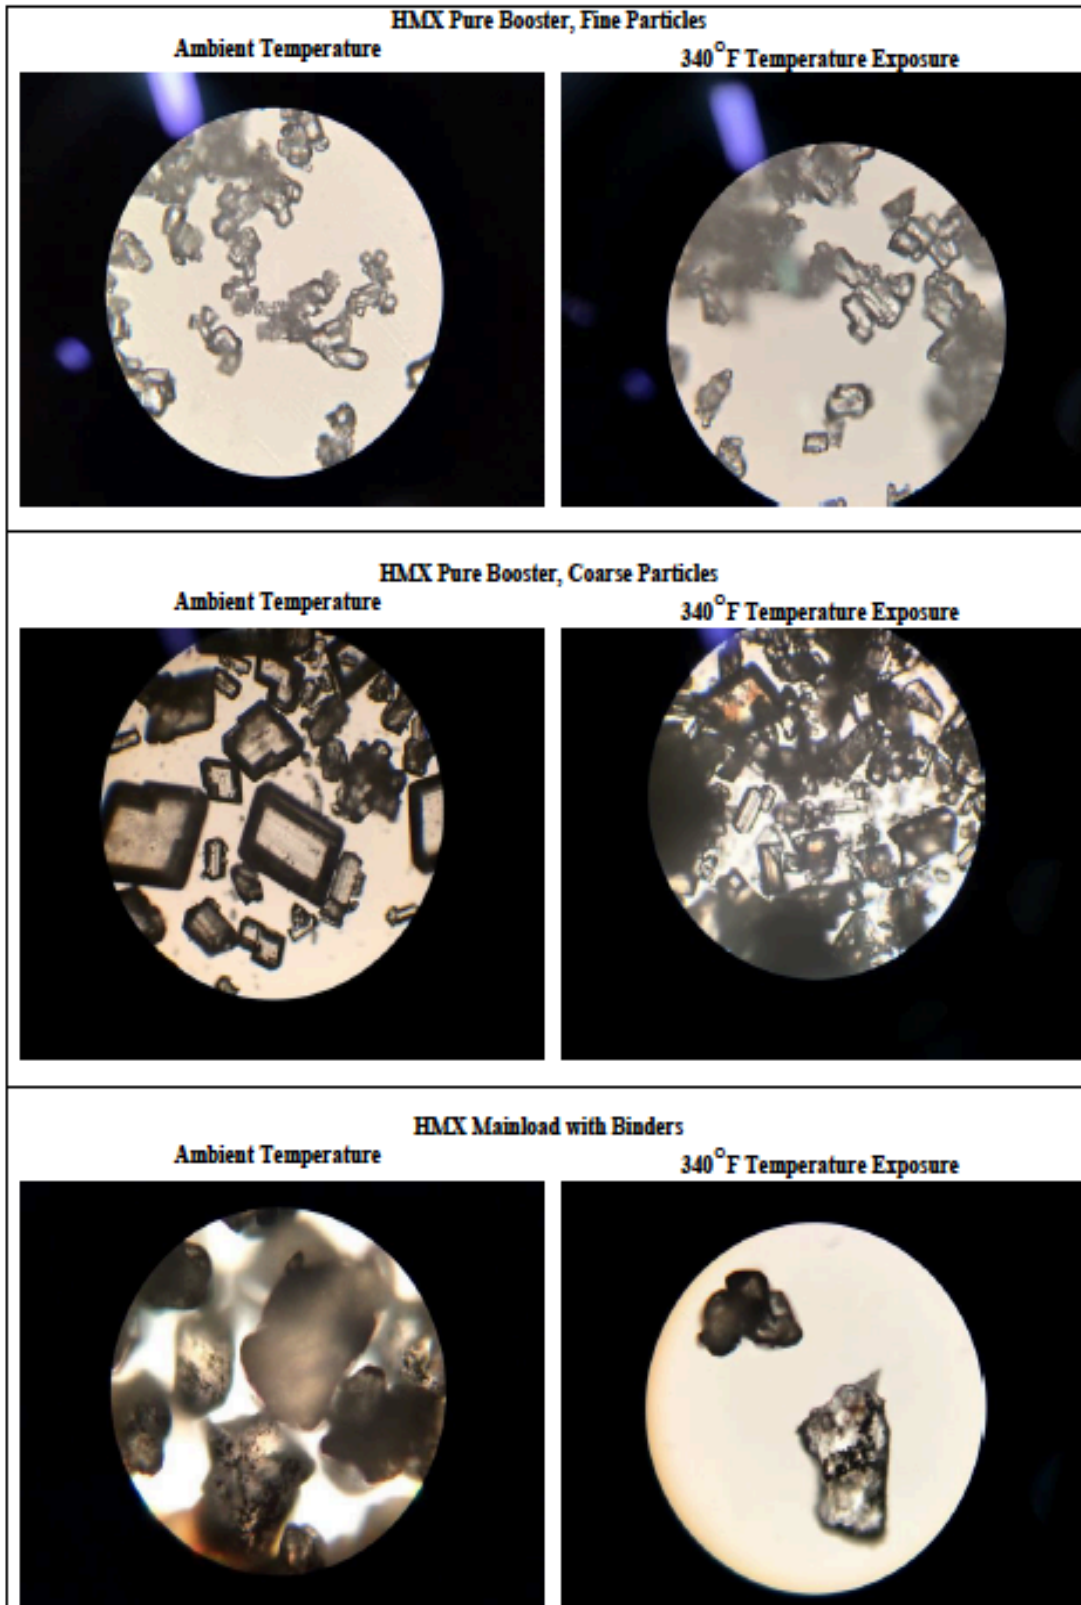 HMX Pure Booster, Fine Particles
Ambient Temperature
340°F Temperature Exposure
HMX Pure Booster, Coarse Particles
Ambient Temperature
340°F Temperature Exposure
HMX Mainload with Binders
Ambient Temperature
340°F Temperature Exposure